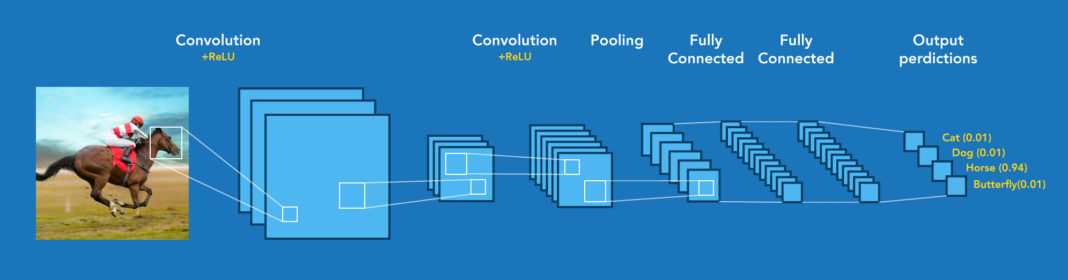 Convolution
+ReLU
Convolution
+ReLU
Pooling
Fully
Connected
Fully
Connected
Output
perdictions
Cat (0.01)
Dog (0.01)
Horse (0.94)
Butterfly(0.01)